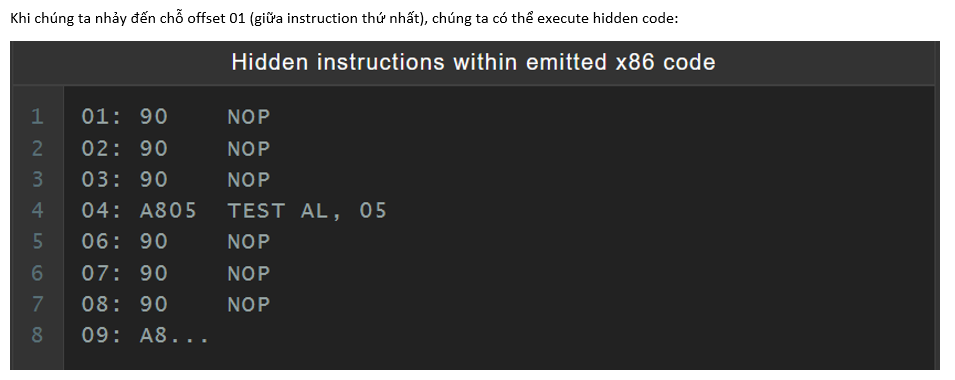 Khi chúng ta nhảy đến chỗ offset 01 (giữa instruction thứ nhất), chúng ta có thể execute hidden code:
Hidden instructions within emitted x86 code
1 01: 90 NOP
2 02: 90 NOP
3 03: 90 NOP
4 04: A805 TEST AL, 05
5 06: 90 NOP
6 07: 90 NOP
7 08: 90 NOP
8 09: A8...